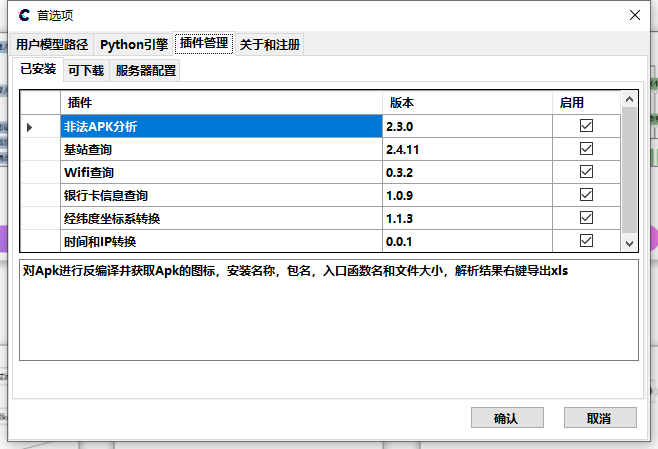 首选项
用户模型路径 Python引擎 插件管理 关于和注册
已安装 可下载 服务器配置
插件 版本 启用
非法APK分析 2.3.0
基站查询 2.4.11
Wifi查询 0.3.2
银行卡信息查询 1.0.9
经纬度坐标系转换 1.1.3
时间和IP转换 0.0.1
对Apk进行反编译并获取Apk的图标，安装名称，包名，入口函数名和文件大小，解析结果右键导出xls
确认 取消